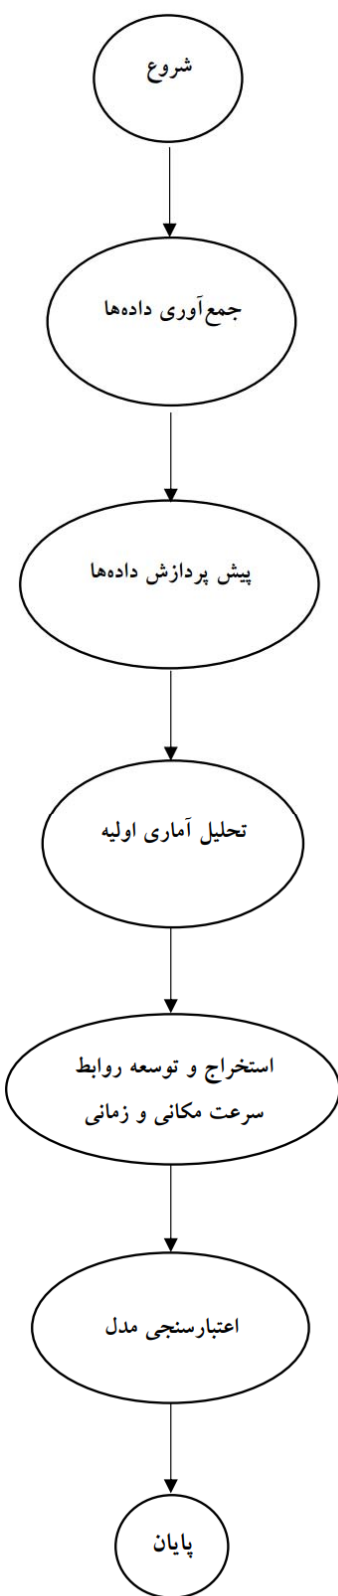 شروع
جمع‌آوری داده‌ها
پیش پردازش داده‌ها
تحلیل آماری اولیه
استخراج و توسعه روابط
سرعت مکانی و زمانی
اعتبارسنجی مدل
پایان